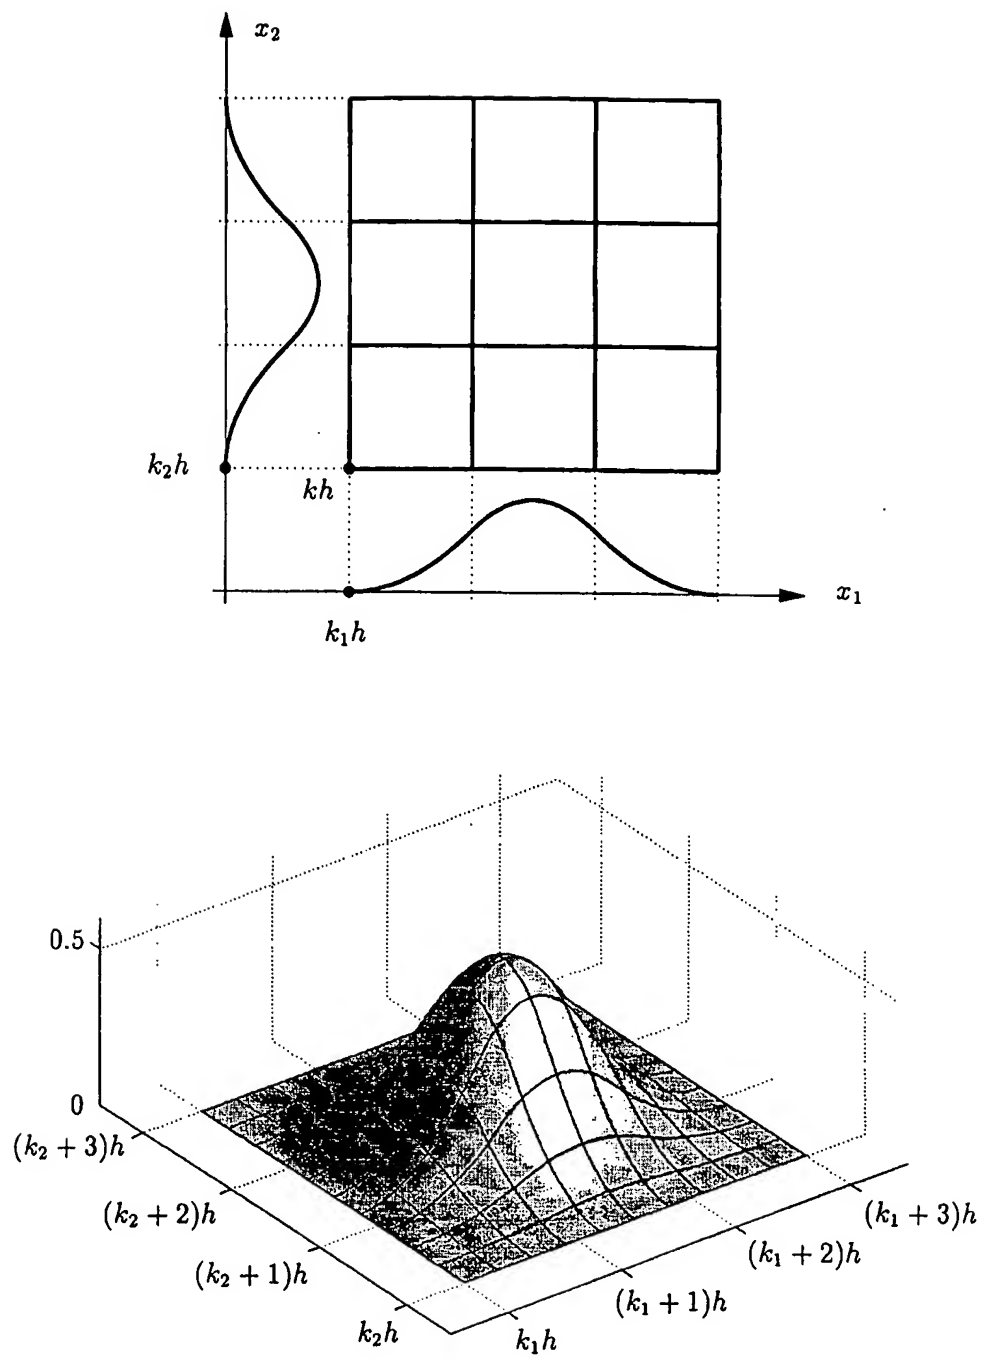 x₂
k₂h
kh
x₁
k₁h
0.5
0
(k₂ + 3)h
(k₂ + 2)h
(k₂ + 1)h
k₂h
k₁h
(k₁ + 1)h
(k₁ + 2)h
(k₁ + 3)h